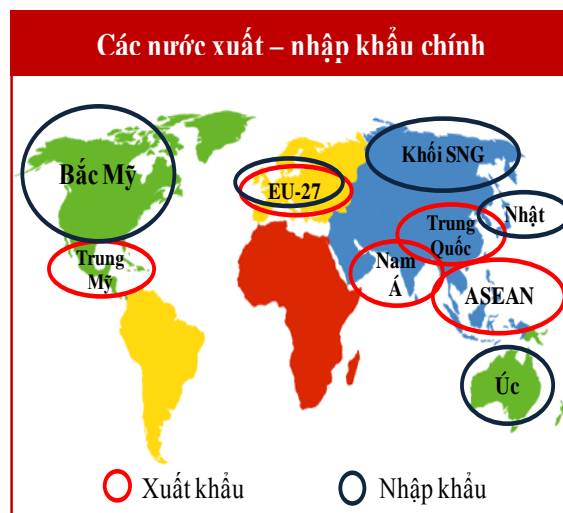 Các nước xuất – nhập khẩu chính
Khối SNG
Bắc Mỹ
EU-27
Nhật
Trung
Quốc
Trung
Mỹ
Nam
Á
ASEAN
Úc
Xuất khẩu
Nhập khẩu